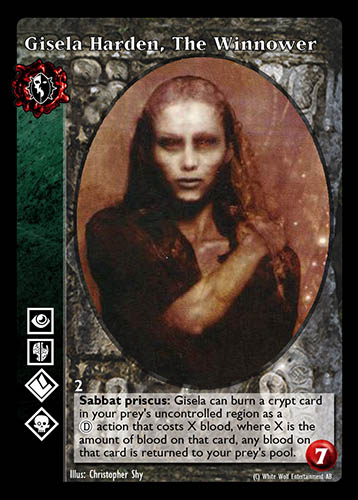 Gisela Harden, The Winnower
2
Sabbat priscus: Gisela can burn a crypt card
in your prey's uncontrolled region as a
Ⓓ action that costs X blood, where X is the
amount of blood on that card, any blood on
that card is returned to your prey's pool.
7
Illus: Christopher Shy
(C) White Wolf Entertainment AB